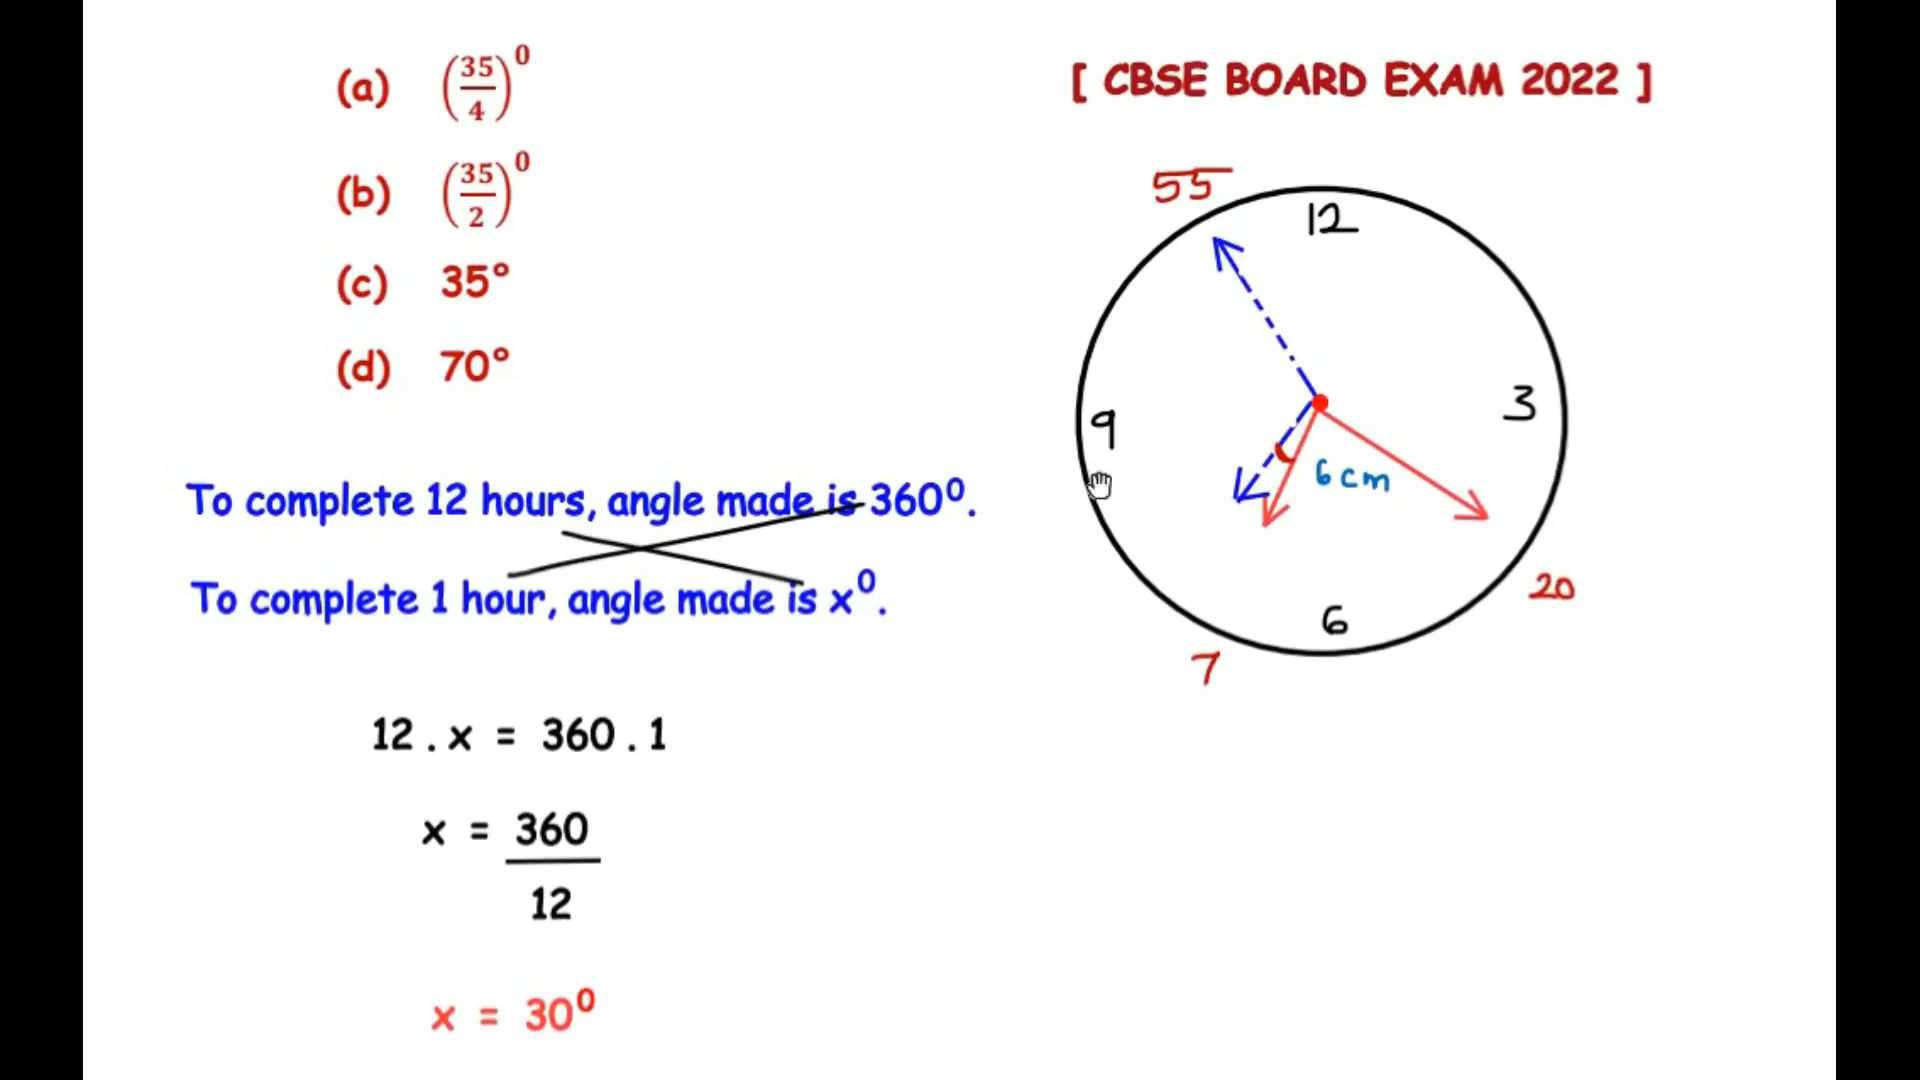 (a) (35/4)⁰
(b) (35/2)⁰
(c) 35°
(d) 70°
To complete 12 hours, angle made is 360⁰.
To complete 1 hour, angle made is x⁰.
12 . x = 360 . 1
x = 360
12
x = 30⁰
[ CBSE BOARD EXAM 2022 ]
55
12
9
3
6 cm
20
6
7